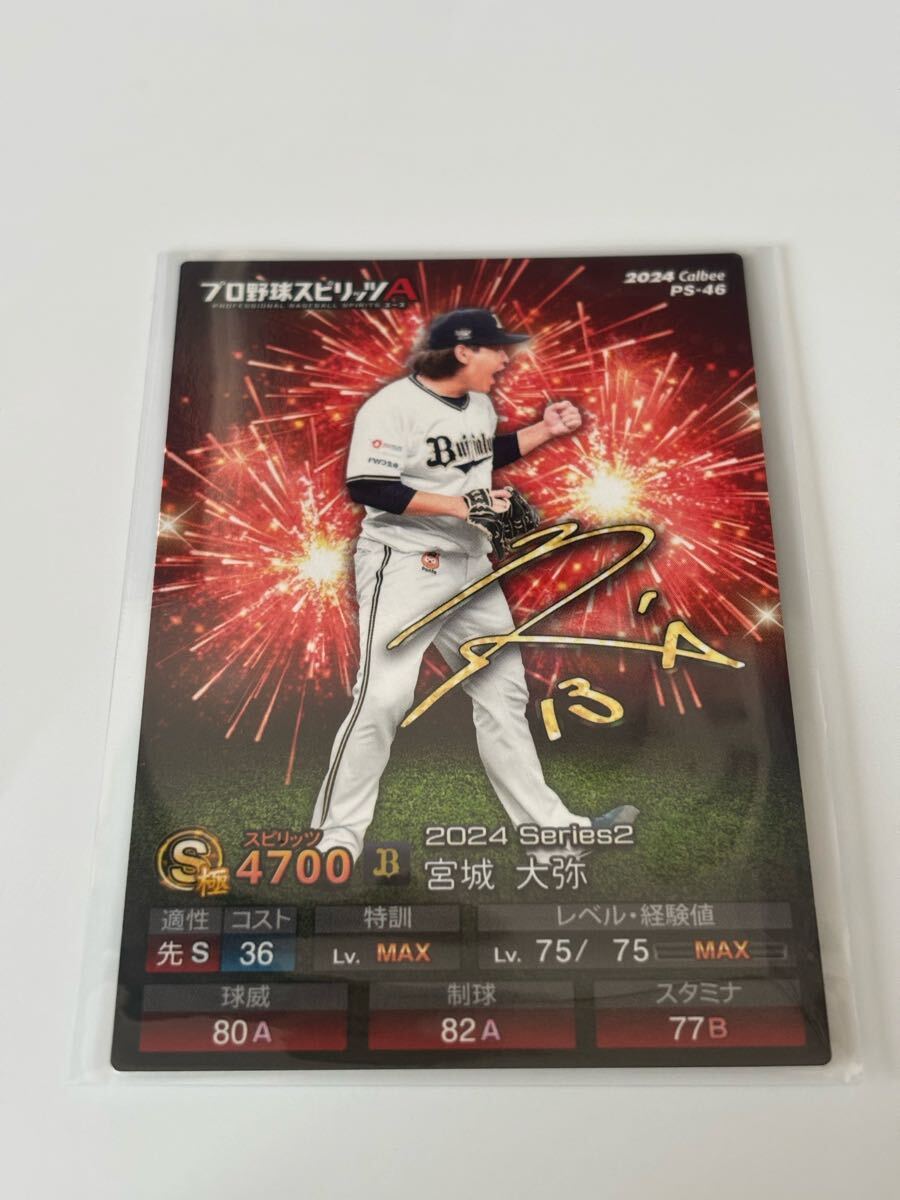 プロ野球スピリッツA
PROFESSIONAL BASEBALL SPIRITS エース
2024 Calbee
PS-46
Buffaloes
13
S極
スピリッツ
4700
B
2024 Series2
宮城 大弥
適性 コスト 特訓 レベル・経験値
先 S 36 Lv. MAX Lv. 75/ 75 MAX
球威 制球 スタミナ
80 A 82 A 77 B